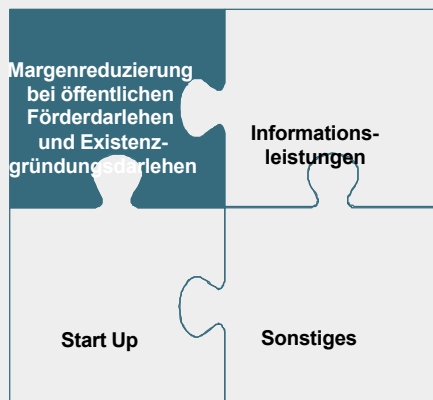 Margenreduzierung
bei öffentlichen
Förderdarlehen
und Existenz-
gründungsdarlehen
Informations-
leistungen
Start Up
Sonstiges